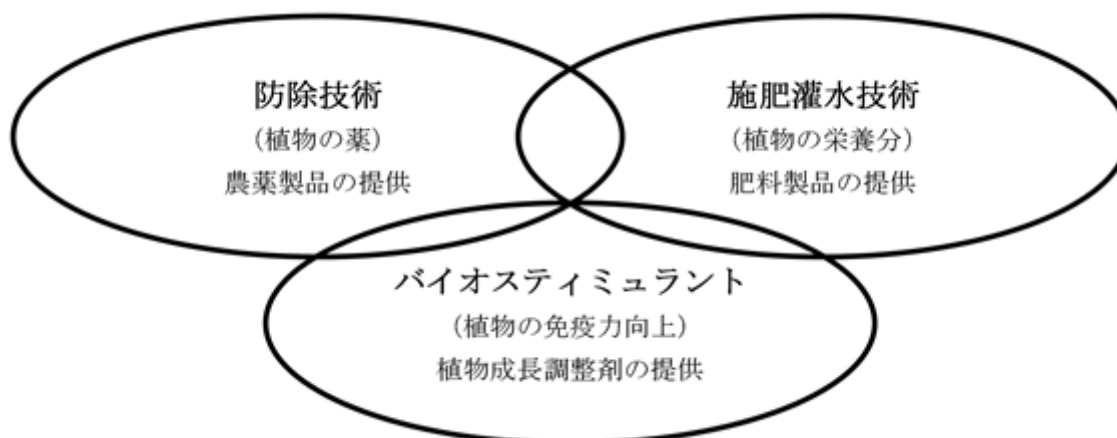 防除技術
(植物の薬)
農薬製品の提供
施肥灌水技術
(植物の栄養分)
肥料製品の提供
バイオスティミュラント
(植物の免疫力向上)
植物成長調整剤の提供